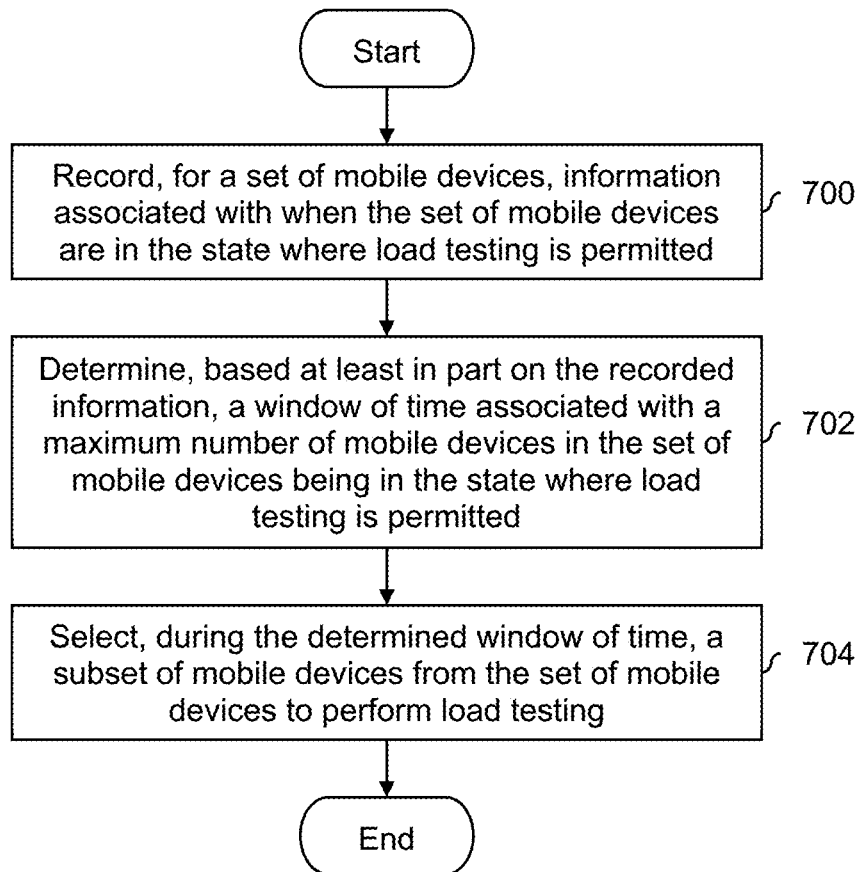 Start
Record, for a set of mobile devices, information
associated with when the set of mobile devices
are in the state where load testing is permitted
700
Determine, based at least in part on the recorded
information, a window of time associated with a
maximum number of mobile devices in the set of
mobile devices being in the state where load
testing is permitted
702
Select, during the determined window of time, a
subset of mobile devices from the set of mobile
devices to perform load testing
704
End